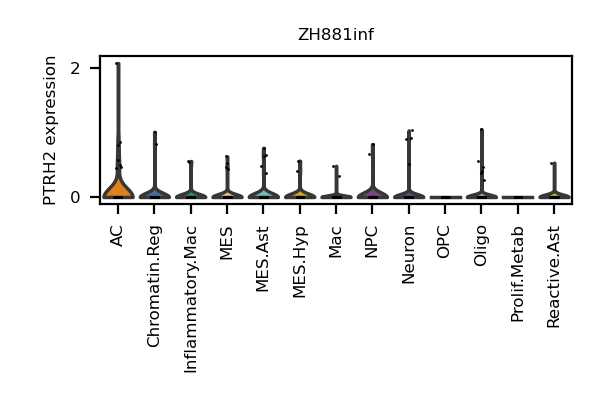 ZH881inf
PTRH2 expression
2
0
AC
Chromatin.Reg
Inflammatory.Mac
MES
MES.Ast
MES.Hyp
Mac
NPC
Neuron
OPC
Oligo
Prolif.Metab
Reactive.Ast